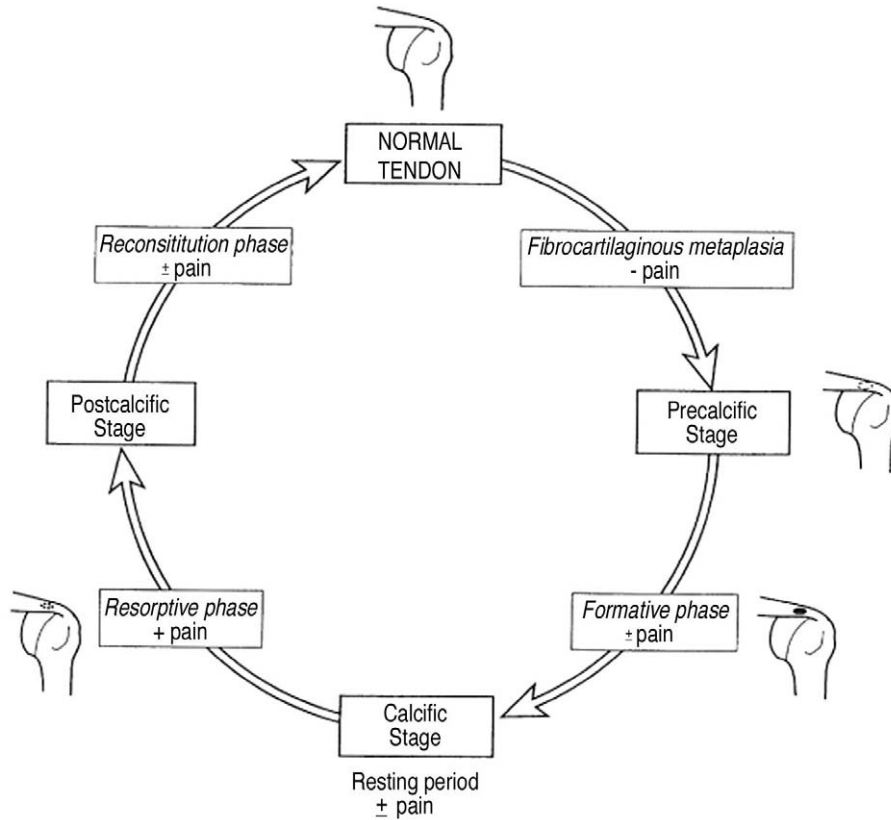 NORMAL
TENDON
Fibrocartilaginous metaplasia
- pain
Precalcific
Stage
Formative phase
± pain
Calcific
Stage
Resting period
± pain
Resorptive phase
+ pain
Postcalcific
Stage
Reconsititution phase
± pain